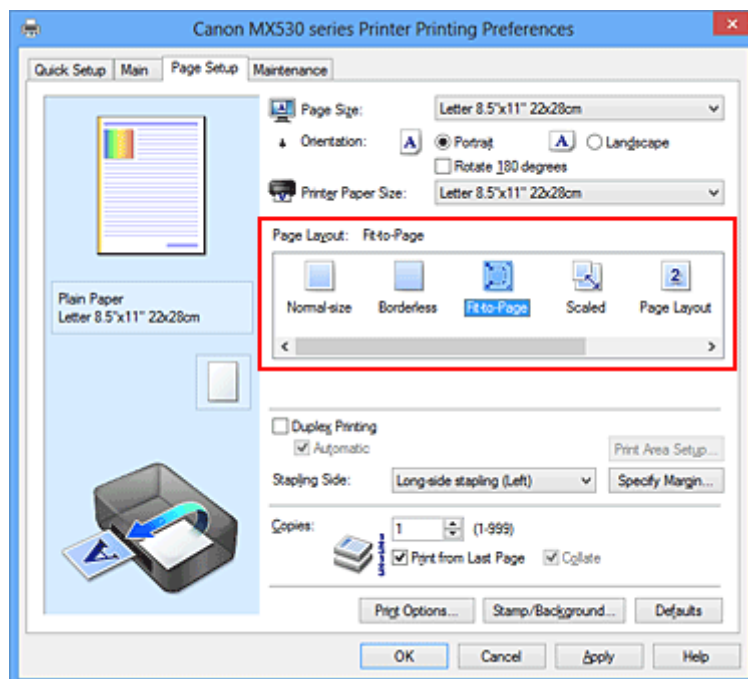 Canon MX530 series Printer Printing Preferences
Quick Setup Main Page Setup Maintenance
Page Size: Letter 8.5"x11" 22x28cm
Orientation: A Portrait A Landscape
Rotate 180 degrees
Printer Paper Size: Letter 8.5"x11" 22x28cm
Page Layout: Fit-to-Page
Normal-size Borderless Fit-to-Page Scaled 2 Page Layout
Plain Paper
Letter 8.5"x11" 22x28cm
Duplex Printing
Automatic Print Area Setup...
Stapling Side: Long-side stapling (Left) Specify Margin...
Copies: 1 (1-999)
Print from Last Page Collate
A
Print Options... Stamp/Background... Defaults
OK Cancel Apply Help